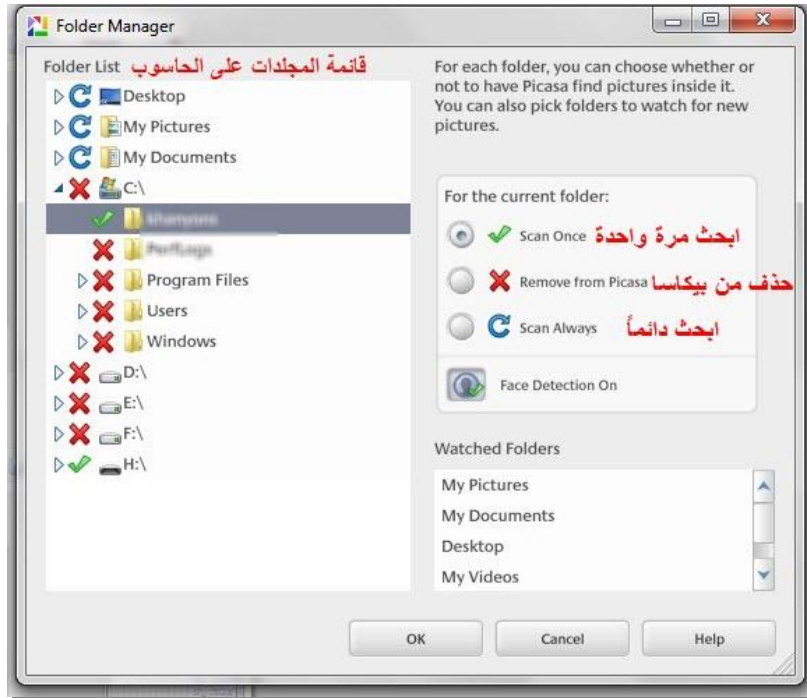 Folder Manager
Folder List قائمة المجلدات على الحاسوب
Desktop
My Pictures
My Documents
C:\
Program Files
Users
Windows
D:\
E:\
F:\
H:\
For each folder, you can choose whether or
not to have Picasa find pictures inside it.
You can also pick folders to watch for new
pictures.
For the current folder:
Scan Once ابحث مرة واحدة
Remove from Picasa حذف من بيكاسا
Scan Always ابحث دائماً
Face Detection On
Watched Folders
My Pictures
My Documents
Desktop
My Videos
OK
Cancel
Help